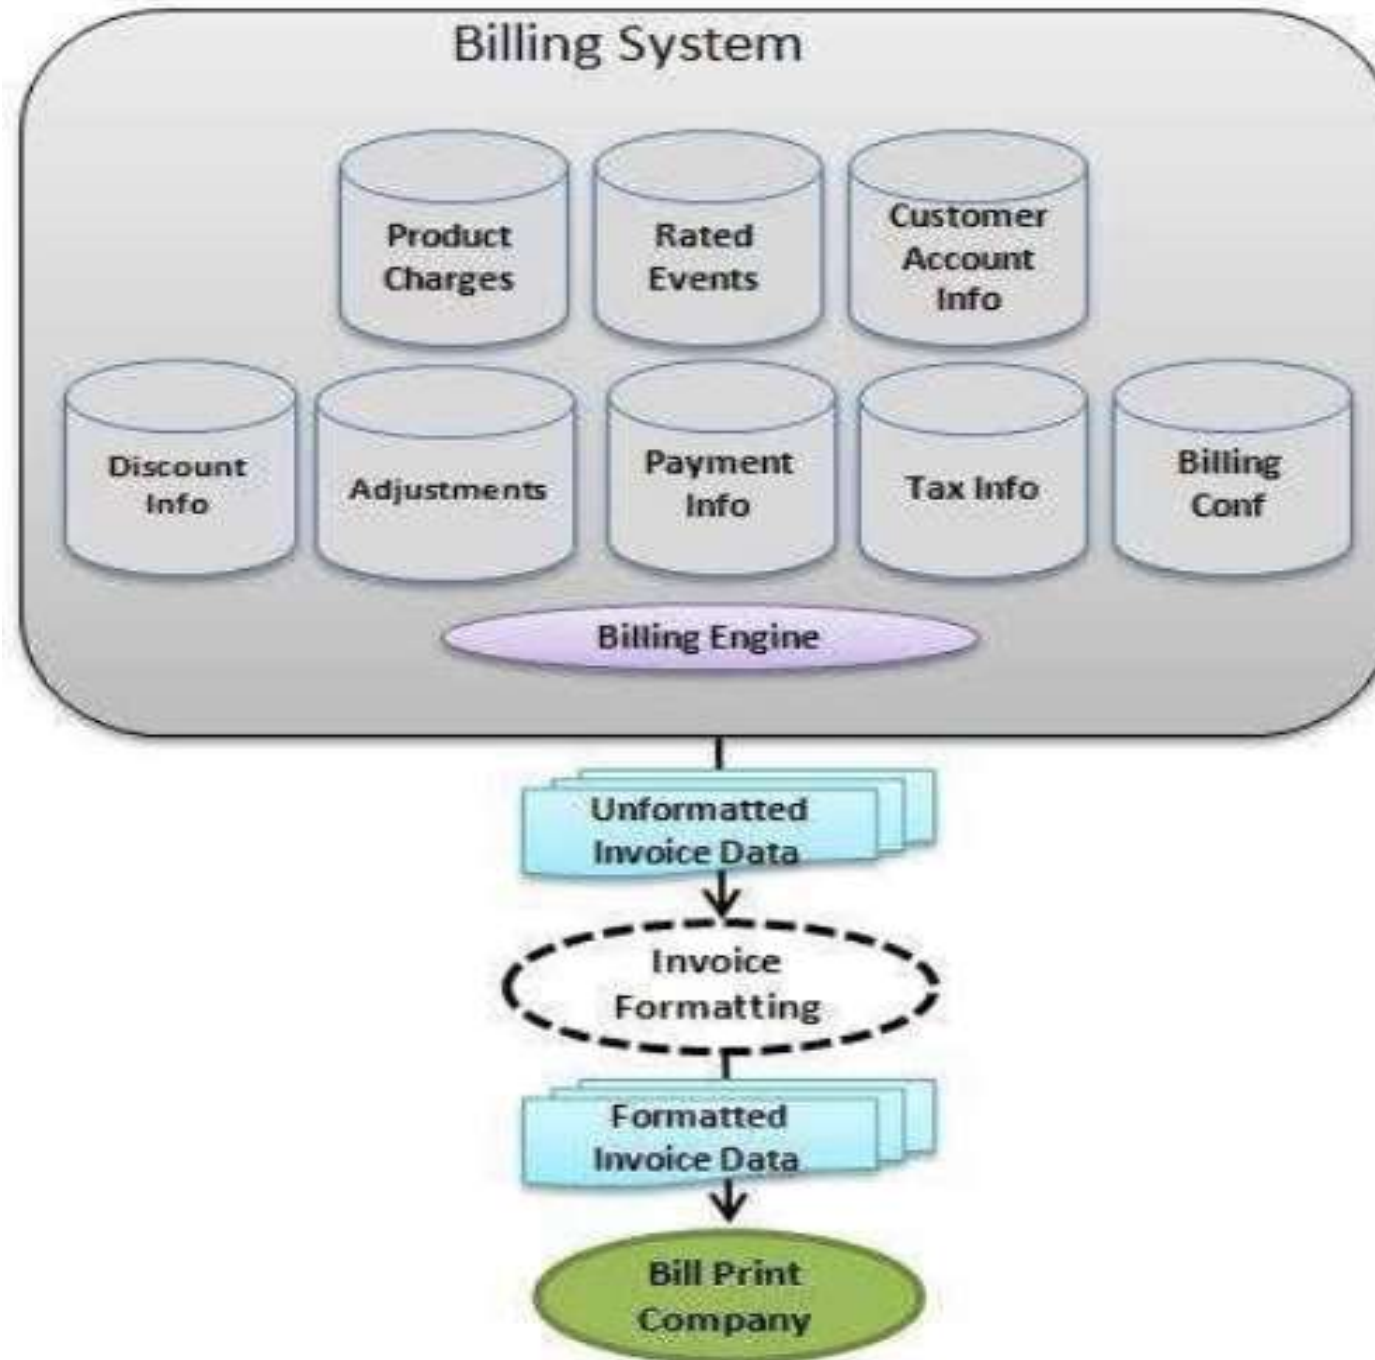 Billing System
Product
Charges
Rated
Events
Customer
Account
Info
Discount
Info
Adjustments
Payment
Info
Tax Info
Billing
Conf
Billing Engine
Unformatted
Invoice Data
Invoice
Formatting
Formatted
Invoice Data
Bill Print
Company